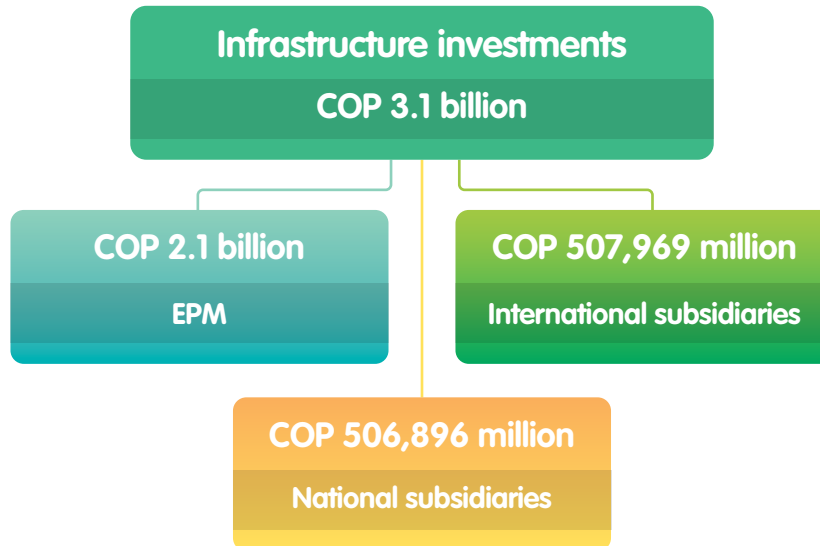 Infrastructure investments
COP 3.1 billion
COP 2.1 billion
EPM
COP 507,969 million
International subsidiaries
COP 506,896 million
National subsidiaries